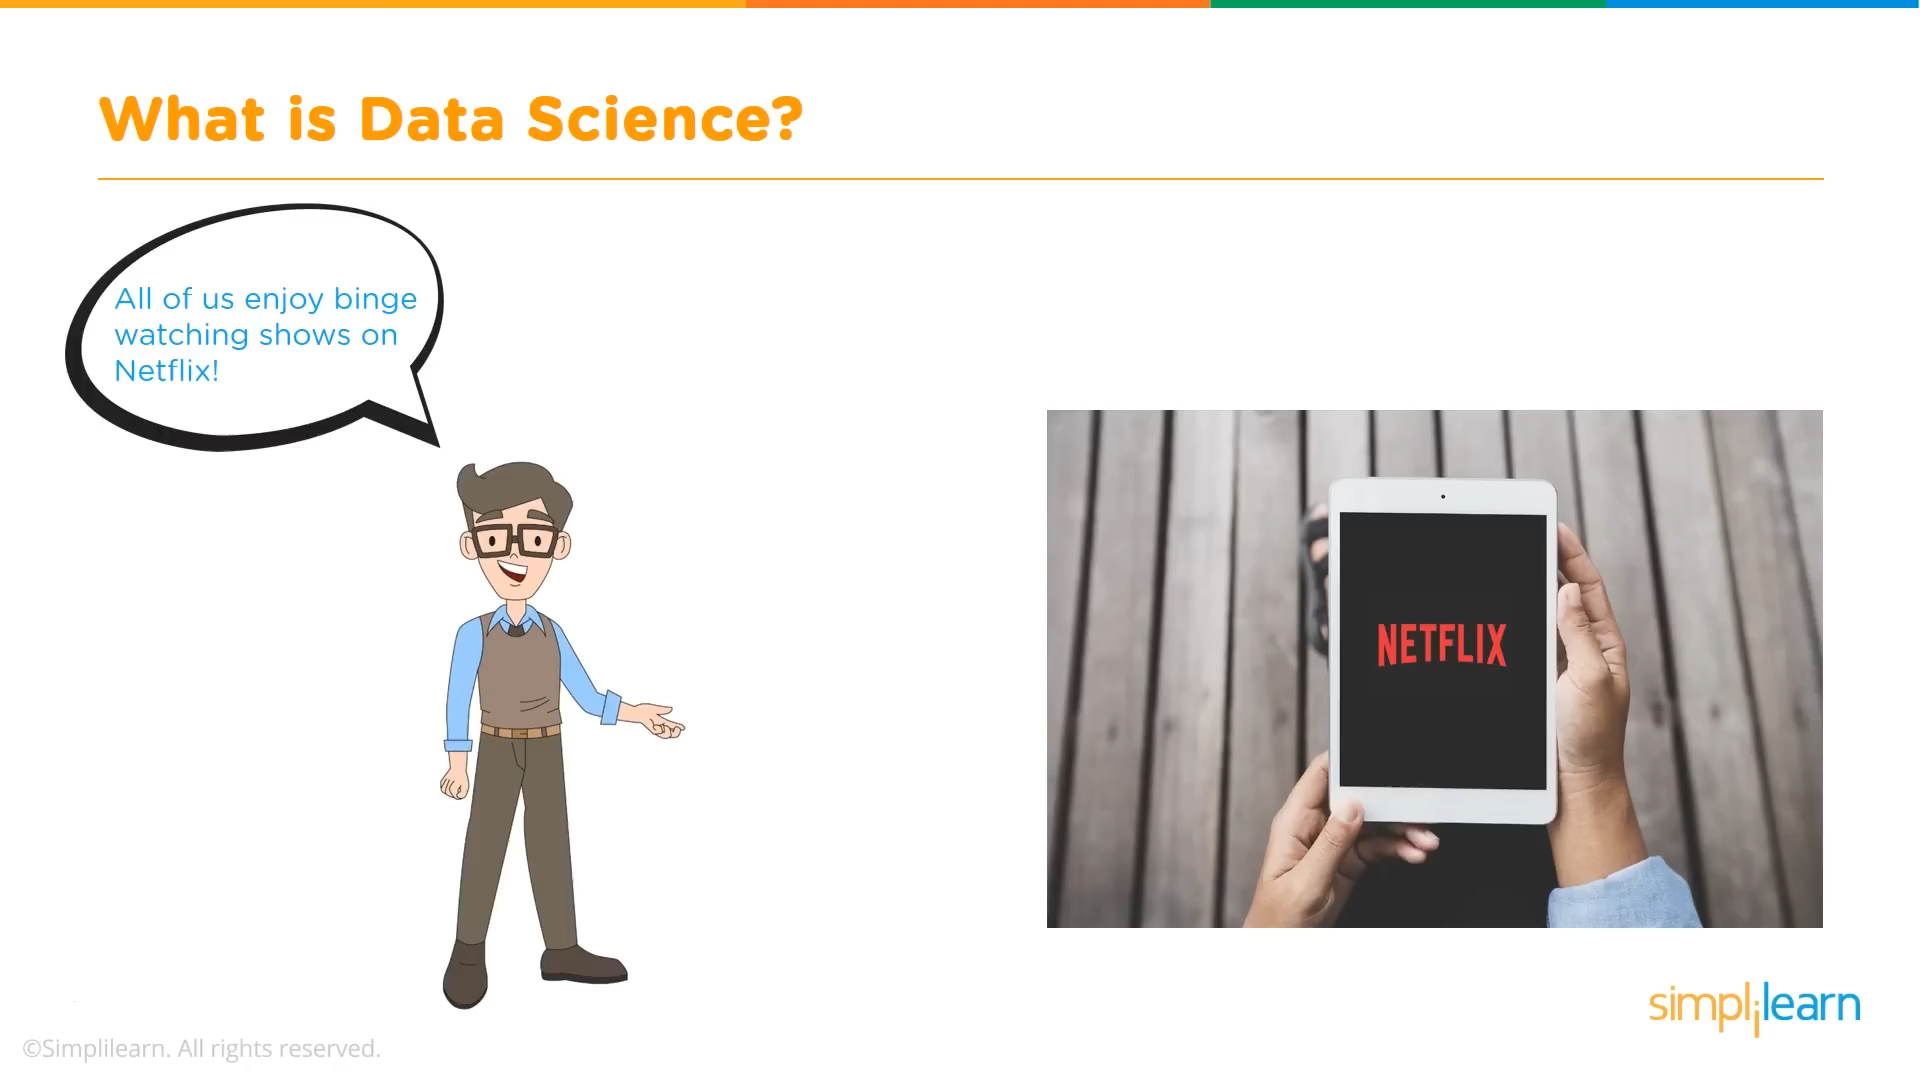 What is Data Science?
All of us enjoy binge
watching shows on
Netflix!
NETFLIX
simplilearn
©Simplilearn. All rights reserved.